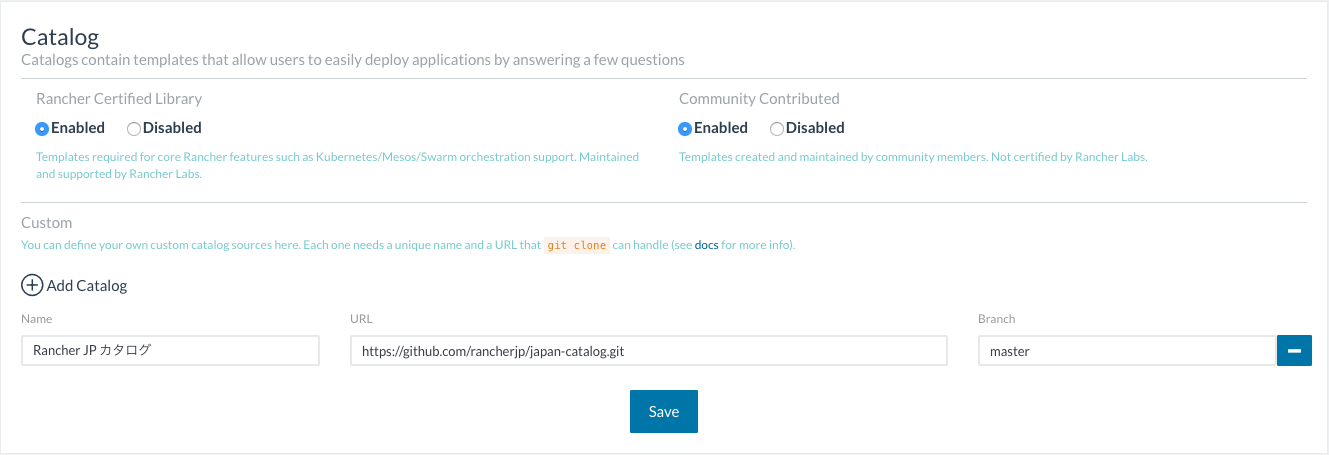 Catalog
Catalogs contain templates that allow users to easily deploy applications by answering a few questions
Rancher Certified Library
Enabled Disabled
Templates required for core Rancher features such as Kubernetes/Mesos/Swarm orchestration support. Maintained
and supported by Rancher Labs.
Community Contributed
Enabled Disabled
Templates created and maintained by community members. Not certified by Rancher Labs.
Custom
You can define your own custom catalog sources here. Each one needs a unique name and a URL that git clone can handle (see docs for more info).
Add Catalog
Name URL Branch
Rancher JP カタログ https://github.com/rancherjp/japan-catalog.git master
Save